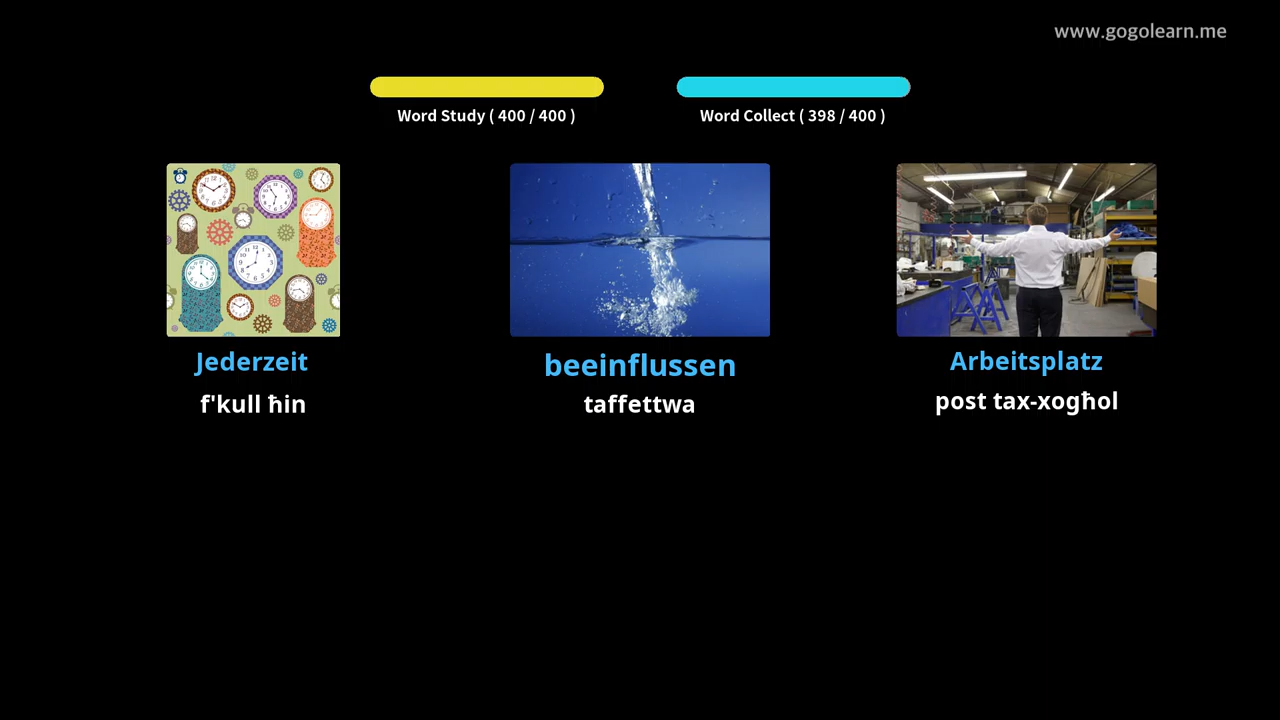 www.gogolearn.me
Word Study ( 400 / 400 )
Word Collect ( 398 / 400 )
Jederzeit
f'kull ħin
beeinflussen
taffettwa
Arbeitsplatz
post tax-xogħol